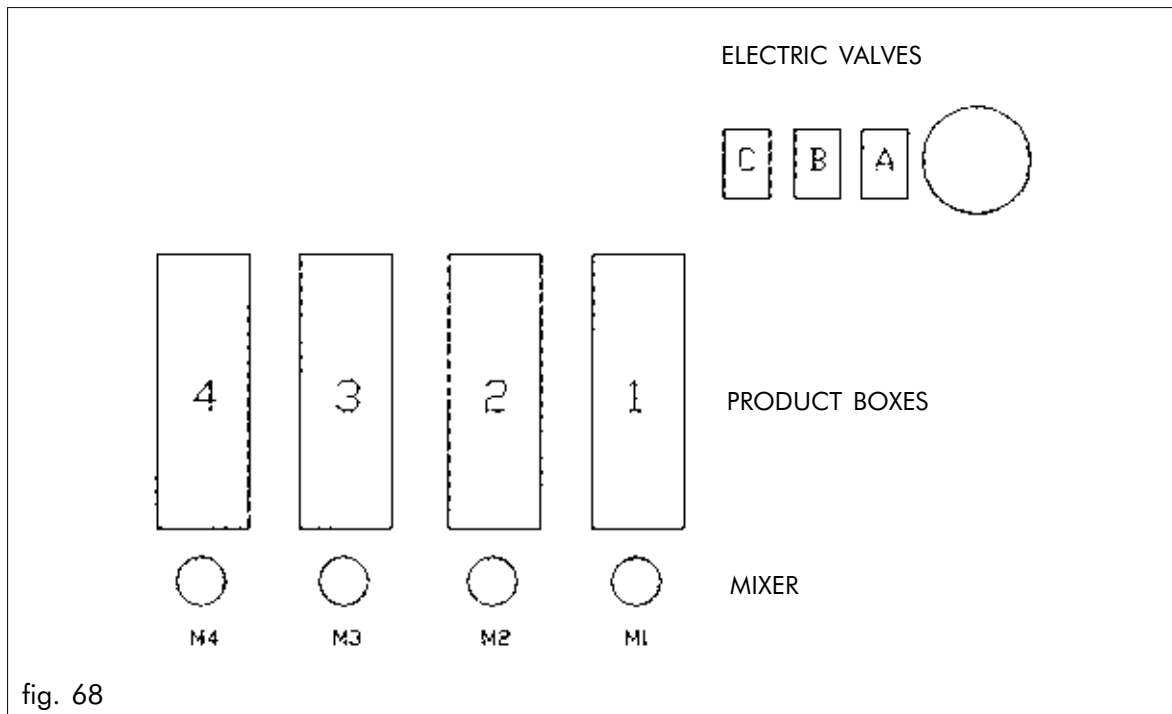 ELECTRIC VALVES
C B A
4 3 2 1 PRODUCT BOXES
MIXER
M4 M3 M2 M1
fig. 68